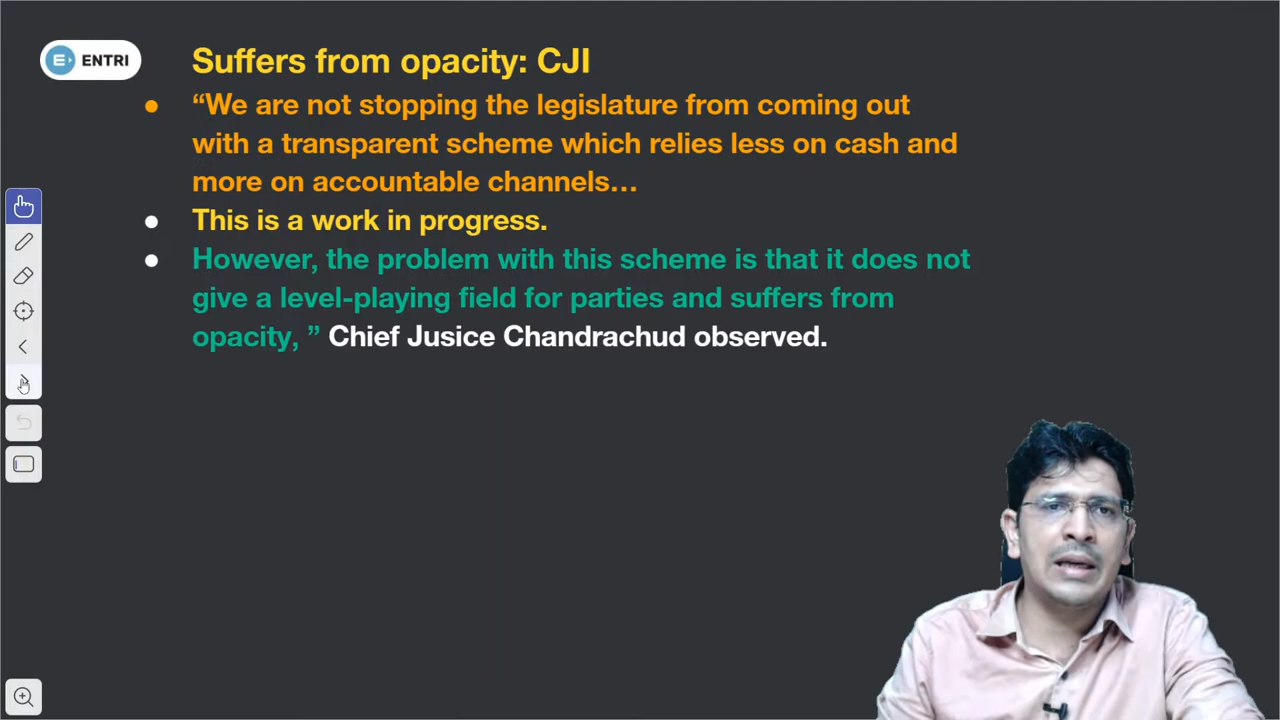 ENTRI
Suffers from opacity: CJI
“We are not stopping the legislature from coming out
with a transparent scheme which relies less on cash and
more on accountable channels…
This is a work in progress.
However, the problem with this scheme is that it does not
give a level-playing field for parties and suffers from
opacity, ” Chief Jusice Chandrachud observed.